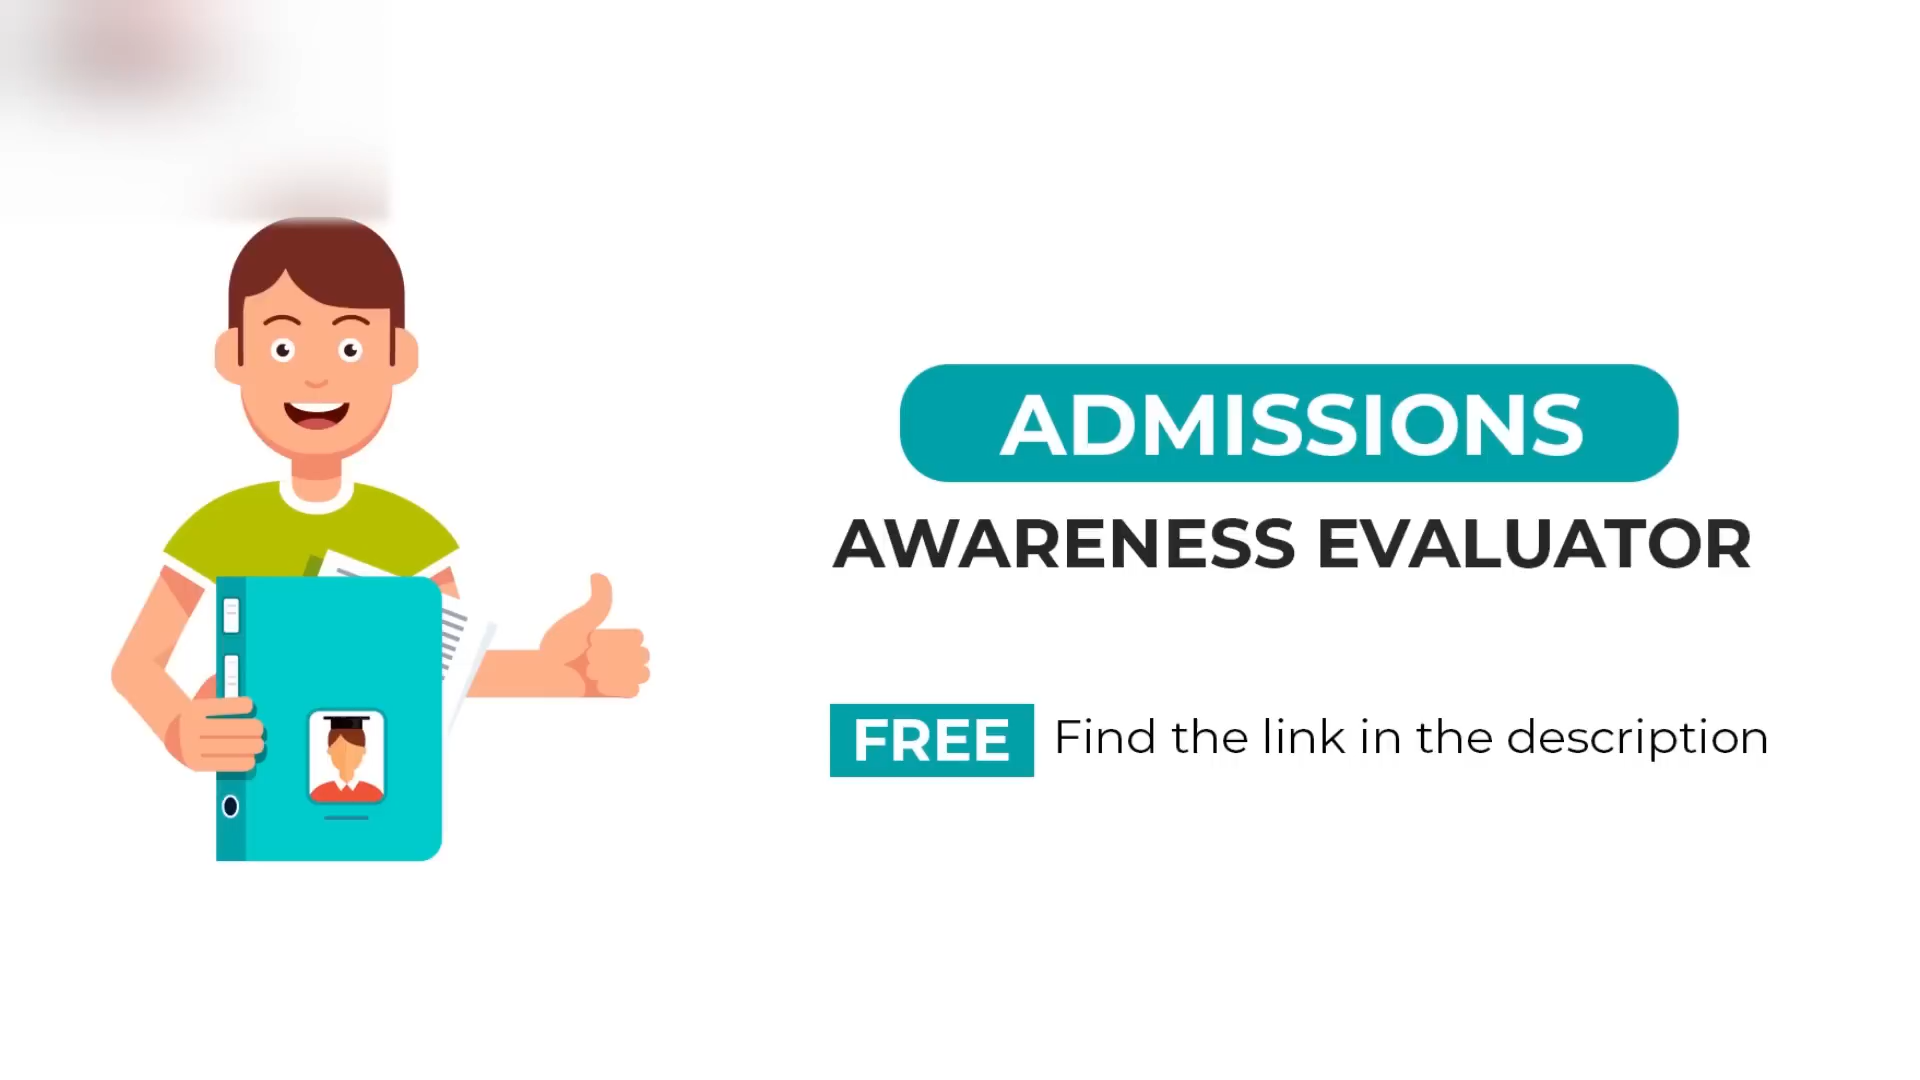 ADMISSIONS
AWARENESS EVALUATOR
FREE Find the link in the description